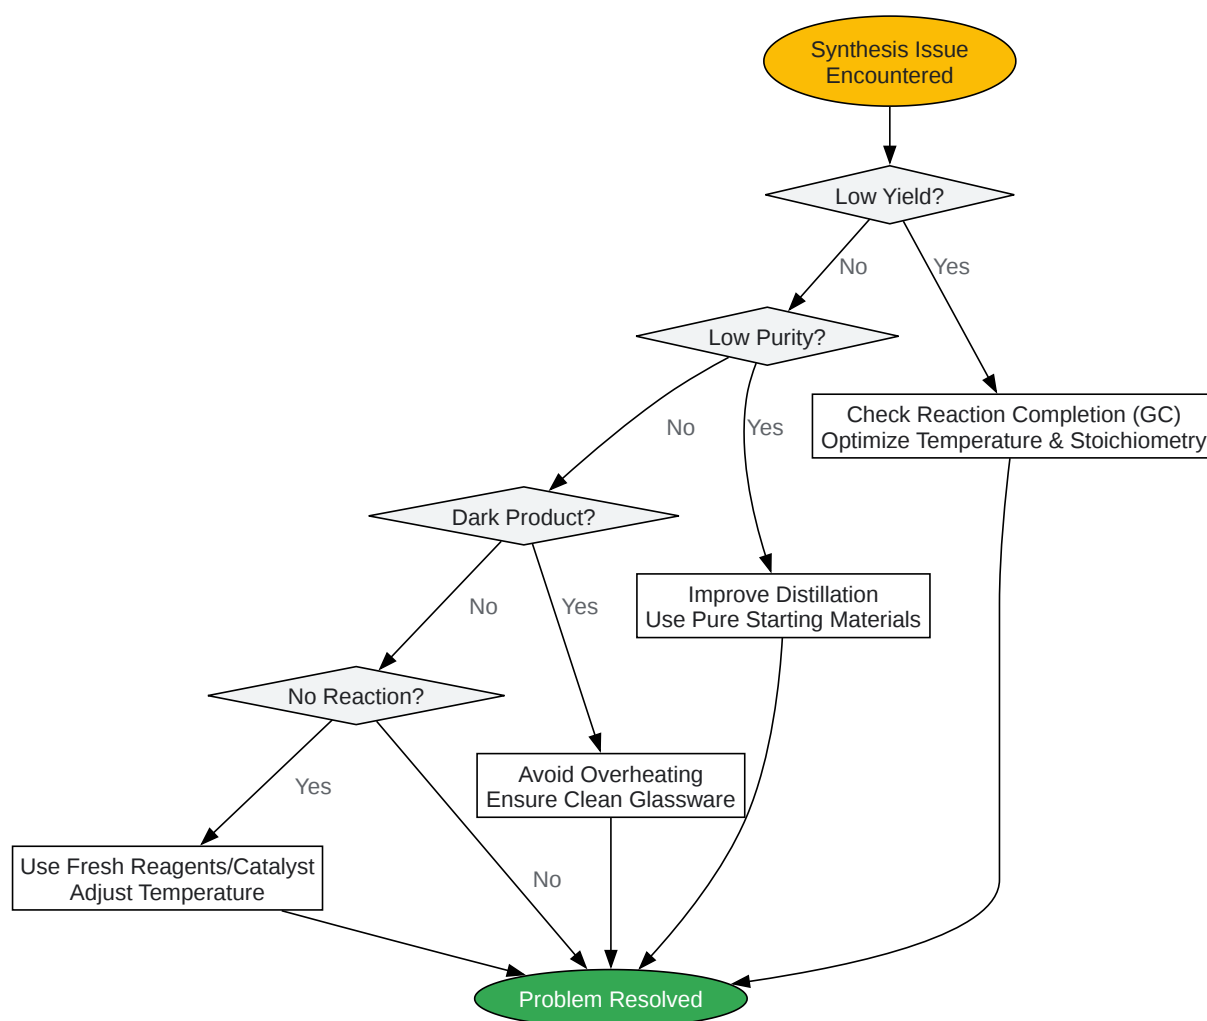 Synthesis Issue
Encountered
Low Yield?
No
Yes
Low Purity?
Check Reaction Completion (GC)
Optimize Temperature & Stoichiometry
No
Yes
Dark Product?
Improve Distillation
Use Pure Starting Materials
No
Yes
No Reaction?
Avoid Overheating
Ensure Clean Glassware
Yes
Use Fresh Reagents/Catalyst
Adjust Temperature
No
Problem Resolved